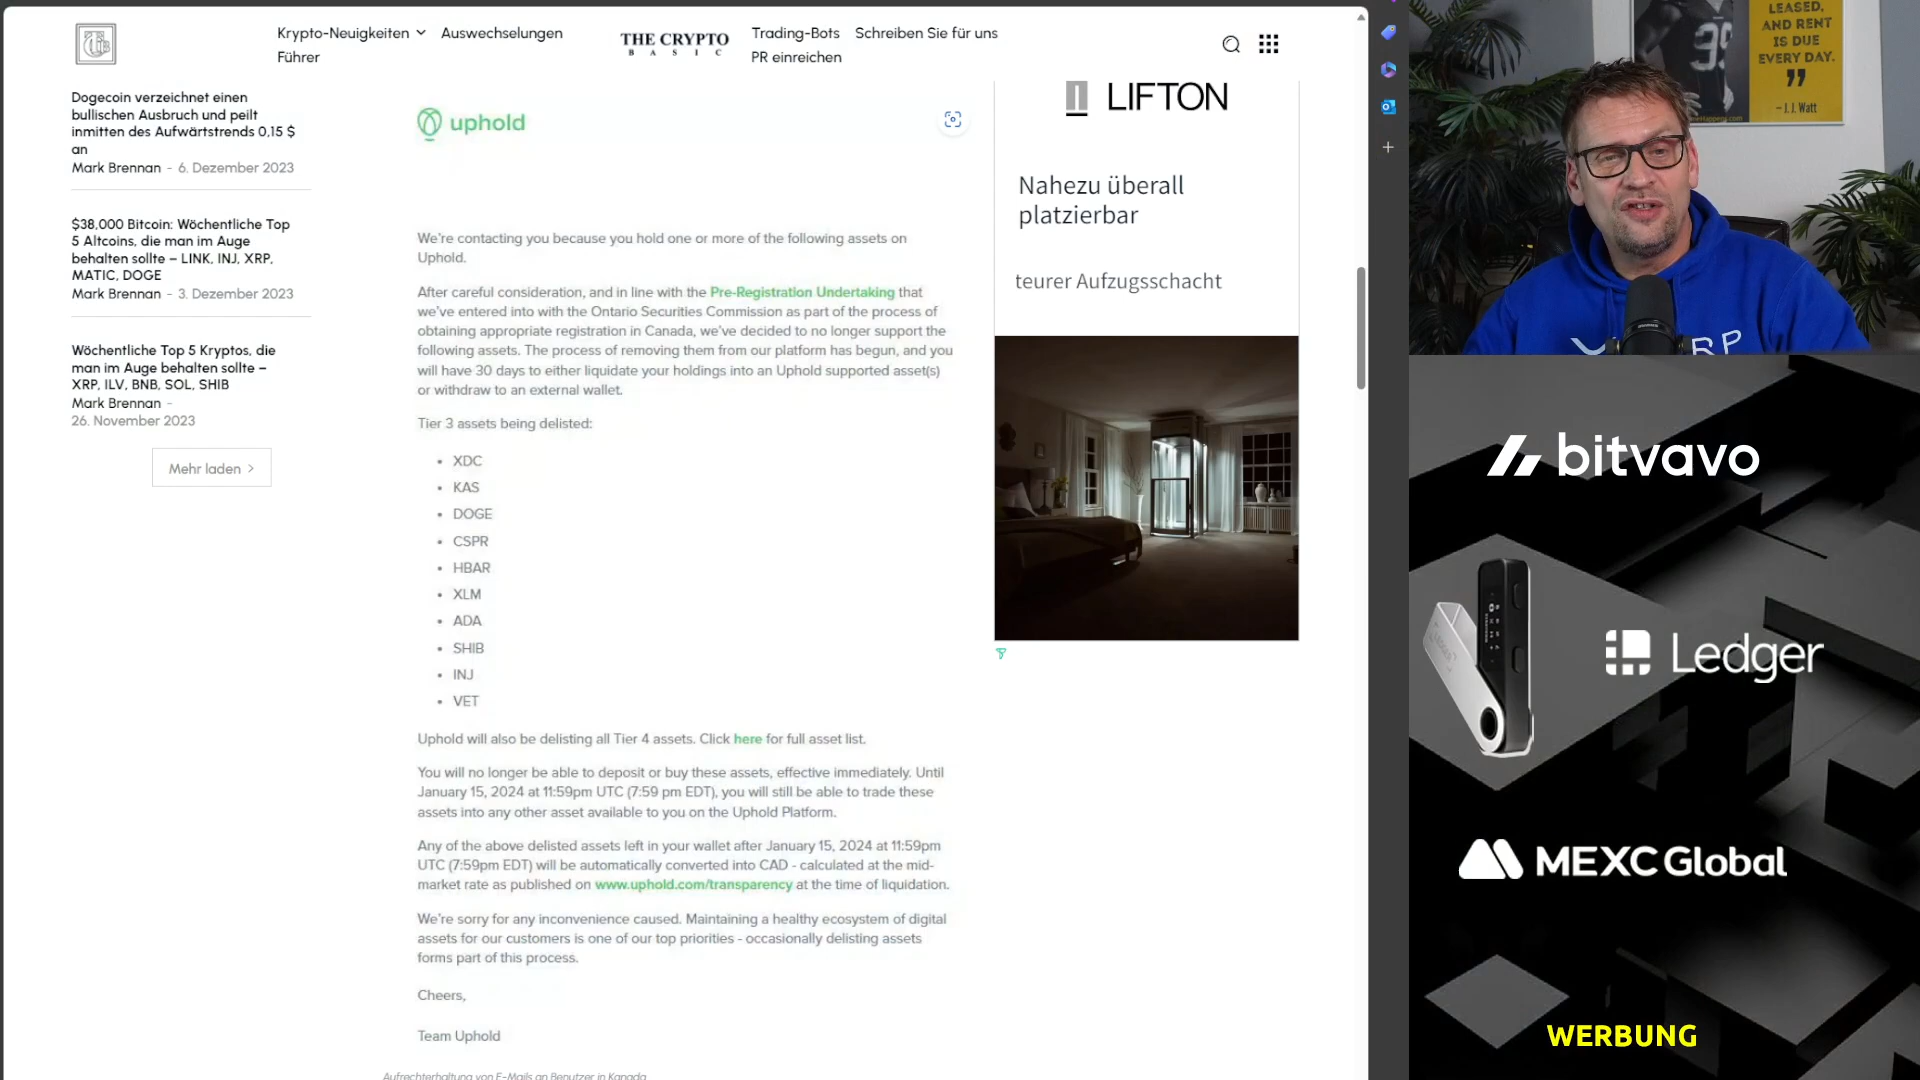 Krypto-Neuigkeiten
Auswechselungen
Führer
THE CRYPTO
BASIC
Trading-Bots
Schreiben Sie für uns
PR einreichen
Dogecoin verzeichnet einen
bullischen Ausbruch und peilt
inmitten des Aufwärtstrends 0,15 $
an
Mark Brennan - 6. Dezember 2023
$38,000 Bitcoin: Wöchentliche Top
5 Altcoins, die man im Auge
behalten sollte – LINK, INJ, XRP,
MATIC, DOGE
Mark Brennan - 3. Dezember 2023
Wöchentliche Top 5 Kryptos, die
man im Auge behalten sollte –
XRP, ILV, BNB, SOL, SHIB
Mark Brennan -
26. November 2023
Mehr laden
uphold
We're contacting you because you hold one or more of the following assets on
Uphold.
After careful consideration, and in line with the Pre-Registration Undertaking that
we've entered into with the Ontario Securities Commission as part of the process of
obtaining appropriate registration in Canada, we've decided to no longer support the
following assets. The process of removing them from our platform has begun, and you
will have 30 days to either liquidate your holdings into an Uphold supported asset(s)
or withdraw to an external wallet.
Tier 3 assets being delisted:
• XDC
• KAS
• DOGE
• CSPR
• HBAR
• XLM
• ADA
• SHIB
• INJ
• VET
Uphold will also be delisting all Tier 4 assets. Click here for full asset list.
You will no longer be able to deposit or buy these assets, effective immediately. Until
January 15, 2024 at 11:59pm UTC (7:59 pm EDT), you will still be able to trade these
assets into any other asset available to you on the Uphold Platform.
Any of the above delisted assets left in your wallet after January 15, 2024 at 11:59pm
UTC (7:59pm EDT) will be automatically converted into CAD - calculated at the mid-
market rate as published on www.uphold.com/transparency at the time of liquidation.
We're sorry for any inconvenience caused. Maintaining a healthy ecosystem of digital
assets for our customers is one of our top priorities - occasionally delisting assets
forms part of this process.
Cheers,
Team Uphold
Aufrechterhaltung von E-Mails an Benutzer in Kanada
LIFTON
Nahezu überall
platzierbar
teurer Aufzugsschacht
LEASED,
AND RENT
IS DUE
EVERY DAY.
”
– J.J. Watt
99
RP
bitvavo
Ledger
MEXC Global
WERBUNG